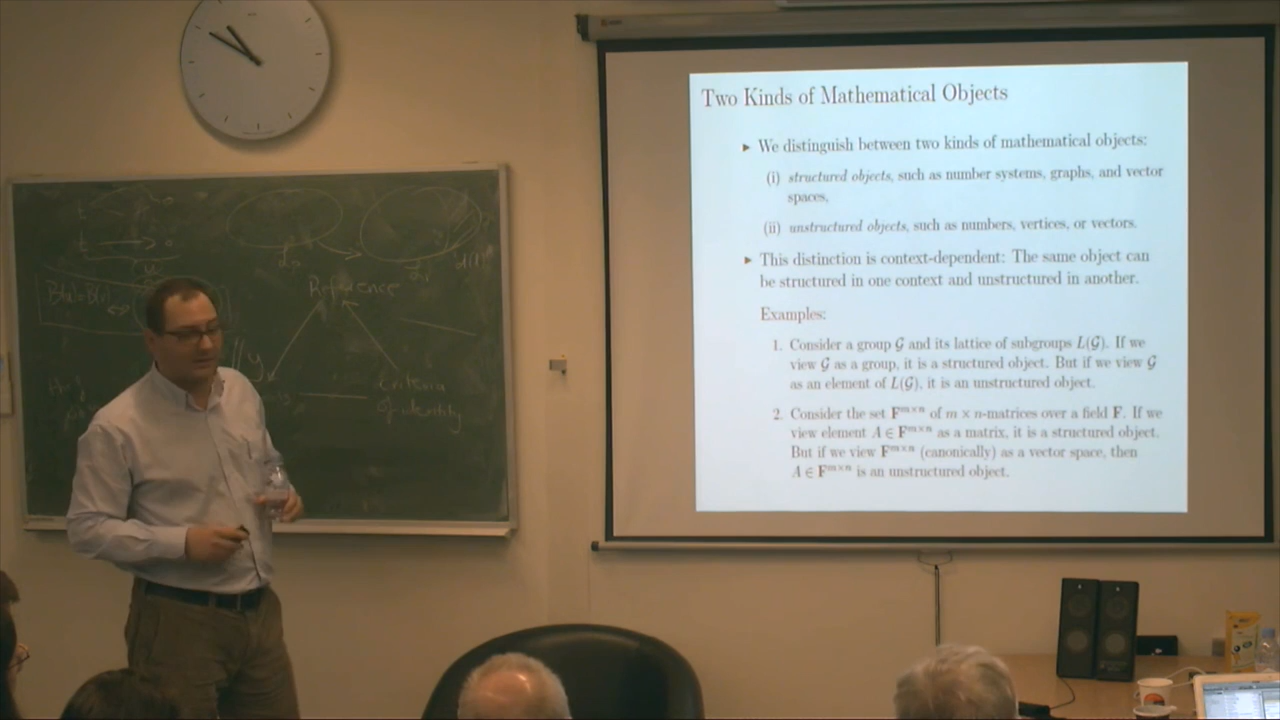 Two Kinds of Mathematical Objects
▸ We distinguish between two kinds of mathematical objects:
(i) structured objects, such as number systems, graphs, and vector
spaces,
(ii) unstructured objects, such as numbers, vertices, or vectors.
▸ This distinction is context-dependent: The same object can
be structured in one context and unstructured in another.
Examples:
1. Consider a group 𝒢 and its lattice of subgroups L(𝒢). If we
view 𝒢 as a group, it is a structured object. But if we view 𝒢
as an element of L(𝒢), it is an unstructured object.
2. Consider the set F^{m×n} of m × n-matrices over a field F. If we
view element A ∈ F^{m×n} as a matrix, it is a structured object.
But if we view F^{m×n} (canonically) as a vector space, then
A ∈ F^{m×n} is an unstructured object.
Reference
Criteria
of identity